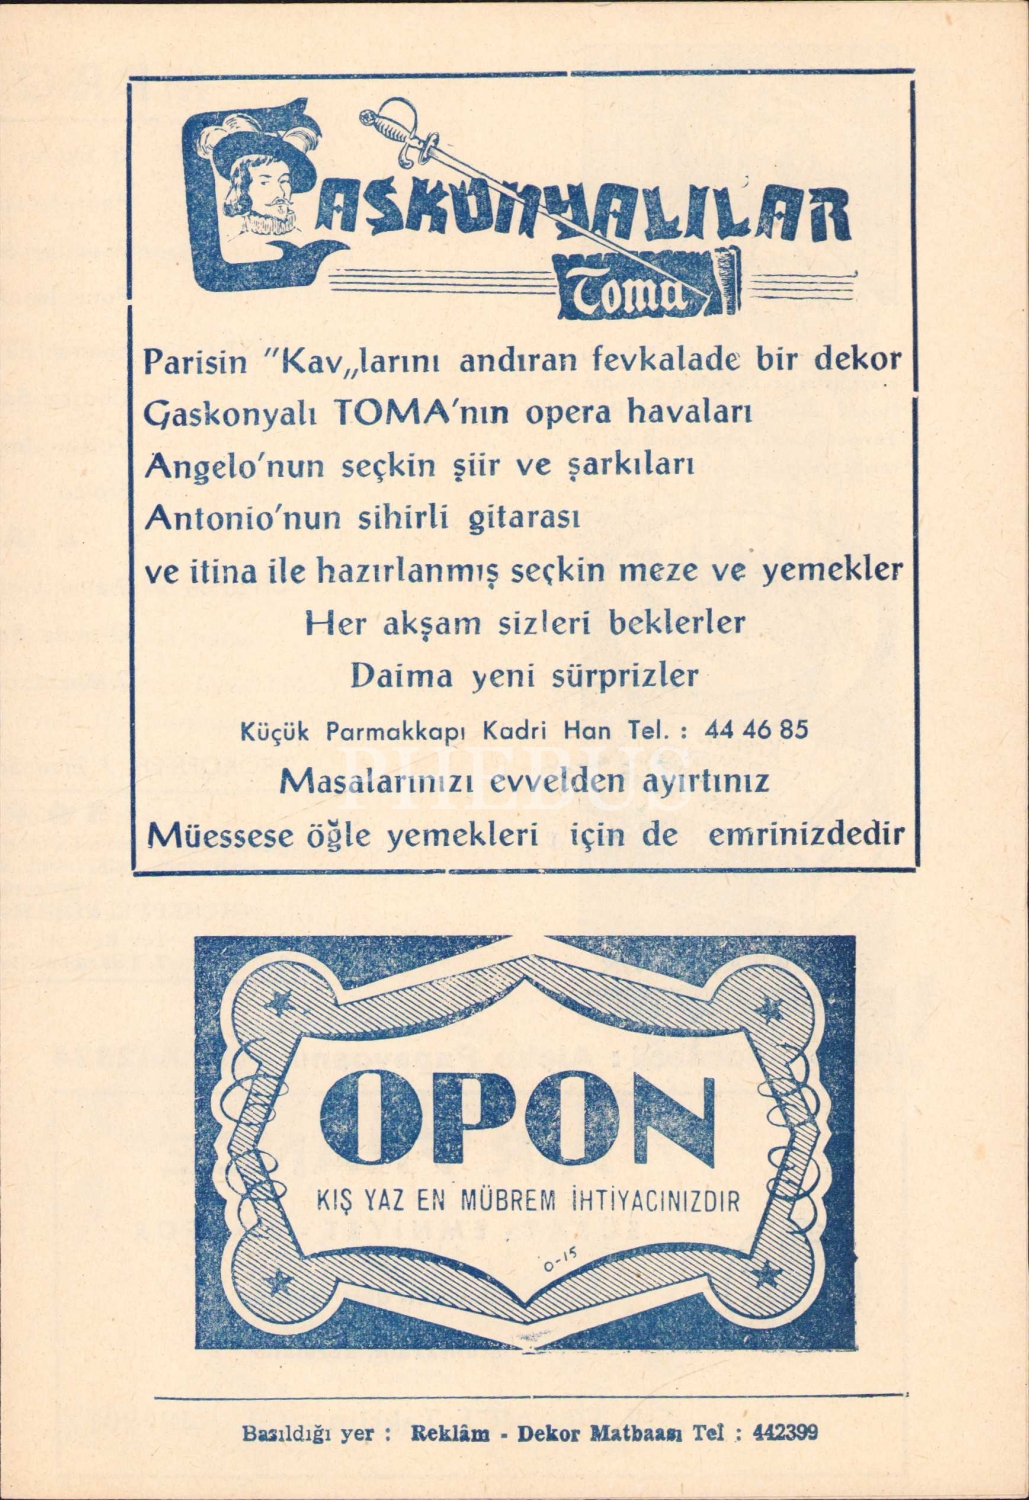 GASKONYALILAR
Toma
Parisin "Kav„larını andıran fevkalade bir dekor
Gaskonyalı TOMA'nın opera havaları
Angelo'nun seçkin şiir ve şarkıları
Antonio'nun sihirli gitarası
ve itina ile hazırlanmış seçkin meze ve yemekler
Her akşam sizleri beklerler
Daima yeni sürprizler
Küçük Parmakkapı Kadri Han Tel. : 44 46 85
PHEBUS
Masalarınızı evvelden ayırtınız
Müessese öğle yemekleri için de emrinizdedir
OPON
KIŞ YAZ EN MÜBREM İHTİYACINIZDIR
0-15
Basıldığı yer : Reklâm - Dekor Matbaası Tel : 442399